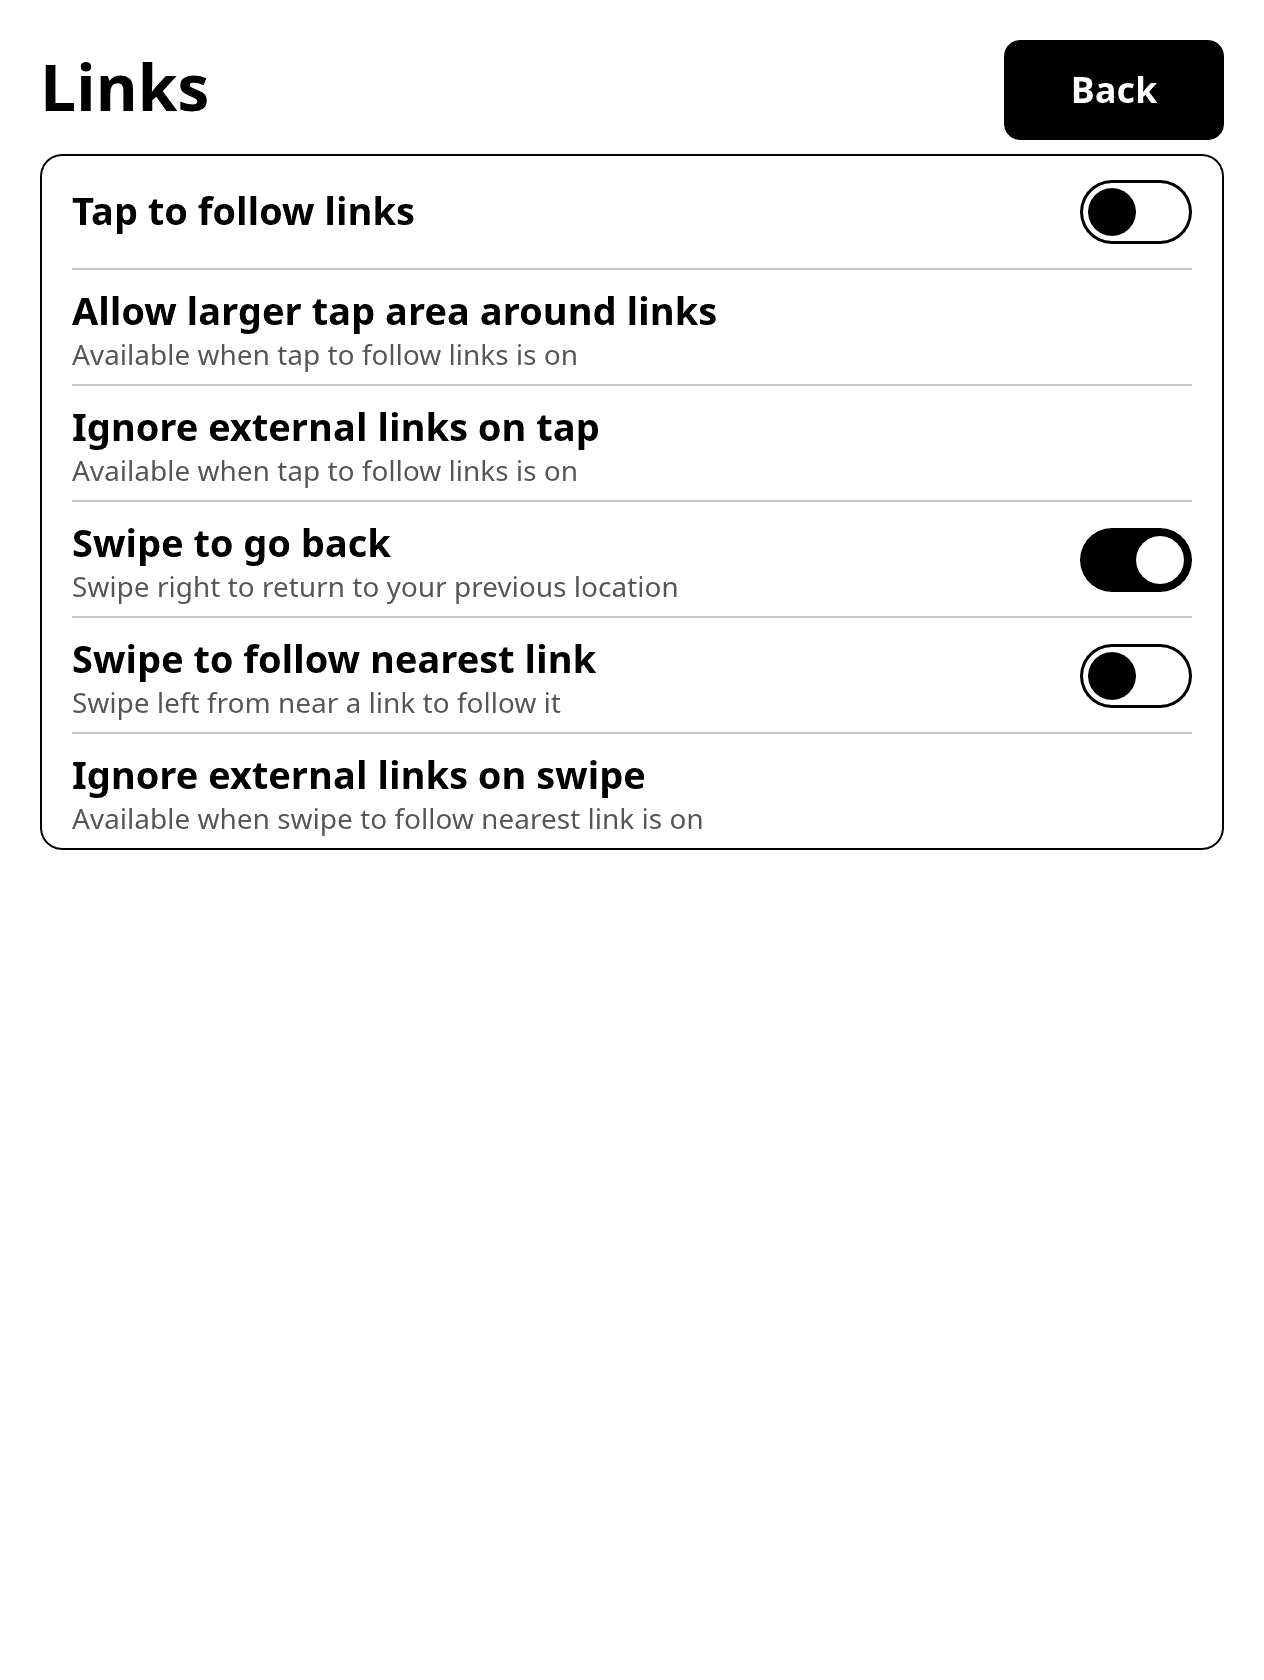 Links
Back
Tap to follow links
Allow larger tap area around links
Available when tap to follow links is on
Ignore external links on tap
Available when tap to follow links is on
Swipe to go back
Swipe right to return to your previous location
Swipe to follow nearest link
Swipe left from near a link to follow it
Ignore external links on swipe
Available when swipe to follow nearest link is on